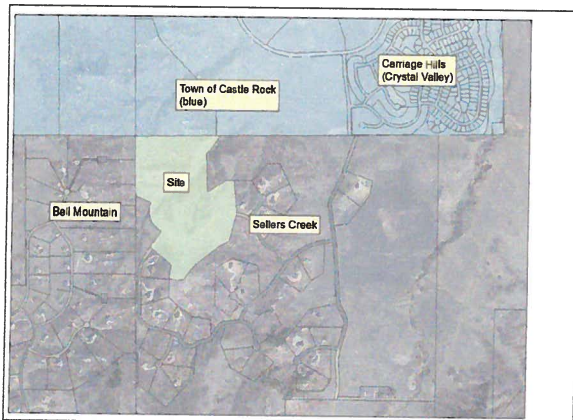 Town of Castle Rock
(blue)
Carriage Hills
(Crystal Valley)
Site
Bell Mountain
Sellers Creek